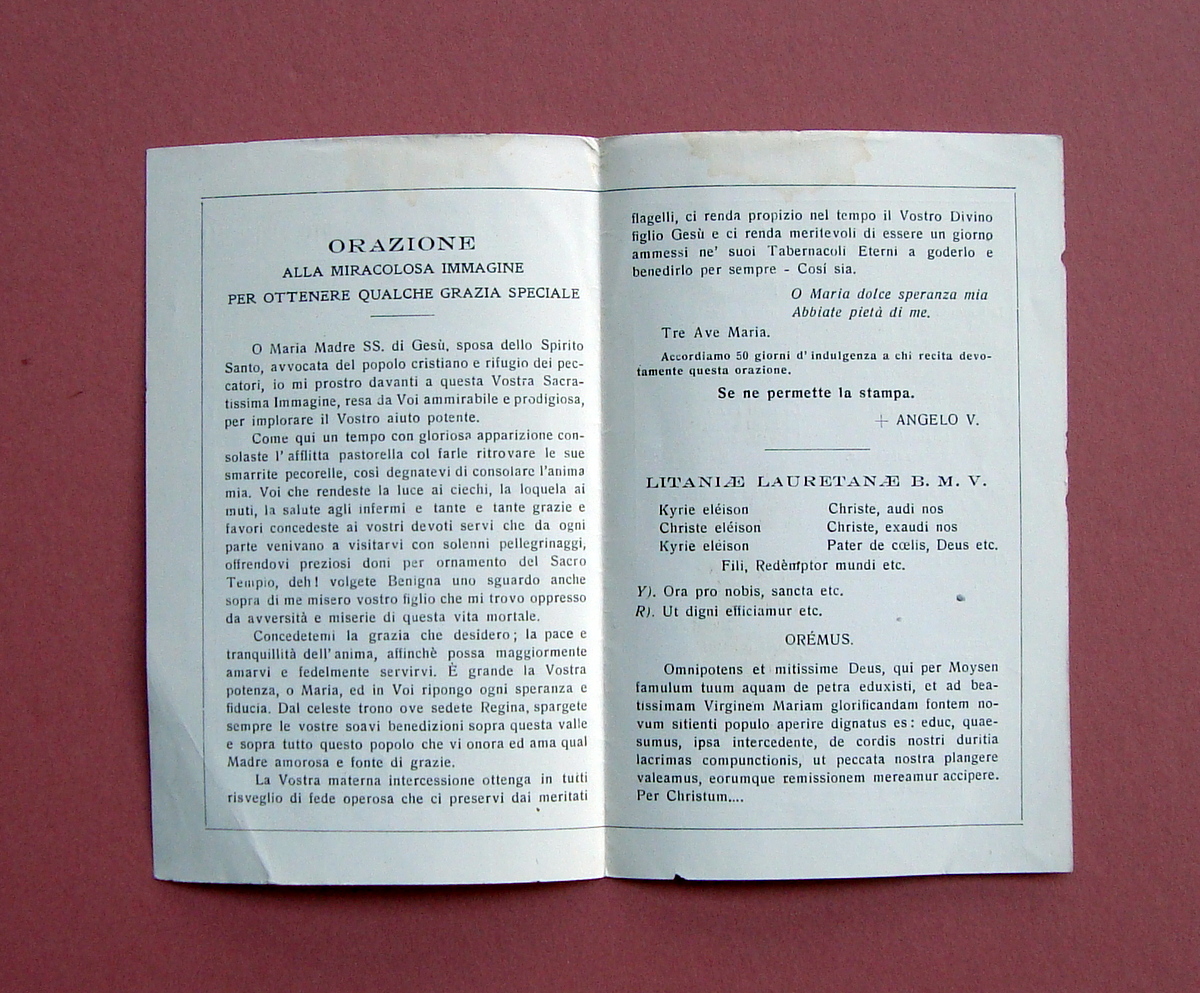 ORAZIONE
ALLA MIRACOLOSA IMMAGINE
PER OTTENERE QUALCHE GRAZIA SPECIALE
O Maria Madre SS. di Gesù, sposa dello Spirito
Santo, avvocata del popolo cristiano e rifugio dei pec-
catori, io mi prostro davanti a questa Vostra Sacra-
tissima Immagine, resa da Voi ammirabile e prodigiosa,
per implorare il Vostro aiuto potente.
Come qui un tempo con gloriosa apparizione con-
solaste l'afflitta pastorella col farle ritrovare le sue
smarrite pecorelle, così degnatevi di consolare l'anima
mia. Voi che rendeste la luce ai ciechi, la loquela ai
muti, la salute agli infermi e tante e tante grazie e
favori concedeste ai vostri devoti servi che da ogni
parte venivano a visitarvi con solenni pellegrinaggi,
offrendovi preziosi doni per ornamento del Sacro
Tempio, deh! volgete Benigna uno sguardo anche
sopra di me misero vostro figlio che mi trovo oppresso
da avversità e miserie di questa vita mortale.
Concedetemi la grazia che desidero; la pace e
tranquillità dell'anima, affinchè possa maggiormente
amarvi e fedelmente servirvi. È grande la Vostra
potenza, o Maria, ed in Voi ripongo ogni speranza e
fiducia. Dal celeste trono ove sedete Regina, spargete
sempre le vostre soavi benedizioni sopra questa valle
e sopra tutto questo popolo che vi onora ed ama qual
Madre amorosa e fonte di grazie.
La Vostra materna intercessione ottenga in tutti
risveglio di fede operosa che ci preservi dai meritati
flagelli, ci renda propizio nel tempo il Vostro Divino
figlio Gesù e ci renda meritevoli di essere un giorno
ammessi ne' suoi Tabernacoli Eterni a goderlo e
benedirlo per sempre - Così sia.
O Maria dolce speranza mia
Abbiate pietà di me.
Tre Ave Maria.
Accordiamo 50 giorni d'indulgenza a chi recita devo-
tamente questa orazione.
Se ne permette la stampa.
+ ANGELO V.
LITANIÆ LAURETANÆ B. M. V.
Kyrie eléison Christe, audi nos
Christe eléison Christe, exaudi nos
Kyrie eléison Pater de cœlis, Deus etc.
Fili, Redèmptor mundi etc.
Y). Ora pro nobis, sancta etc.
R). Ut digni efficiamur etc.
ORÉMUS.
Omnipotens et mitissime Deus, qui per Moysen
famulum tuum aquam de petra eduxisti, et ad bea-
tissimam Virginem Mariam glorificandam fontem no-
vum sitienti populo aperire dignatus es: educ, quae-
sumus, ipsa intercedente, de cordis nostri duritia
lacrimas compunctionis, ut peccata nostra plangere
valeamus, eorumque remissionem mereamur accipere.
Per Christum....